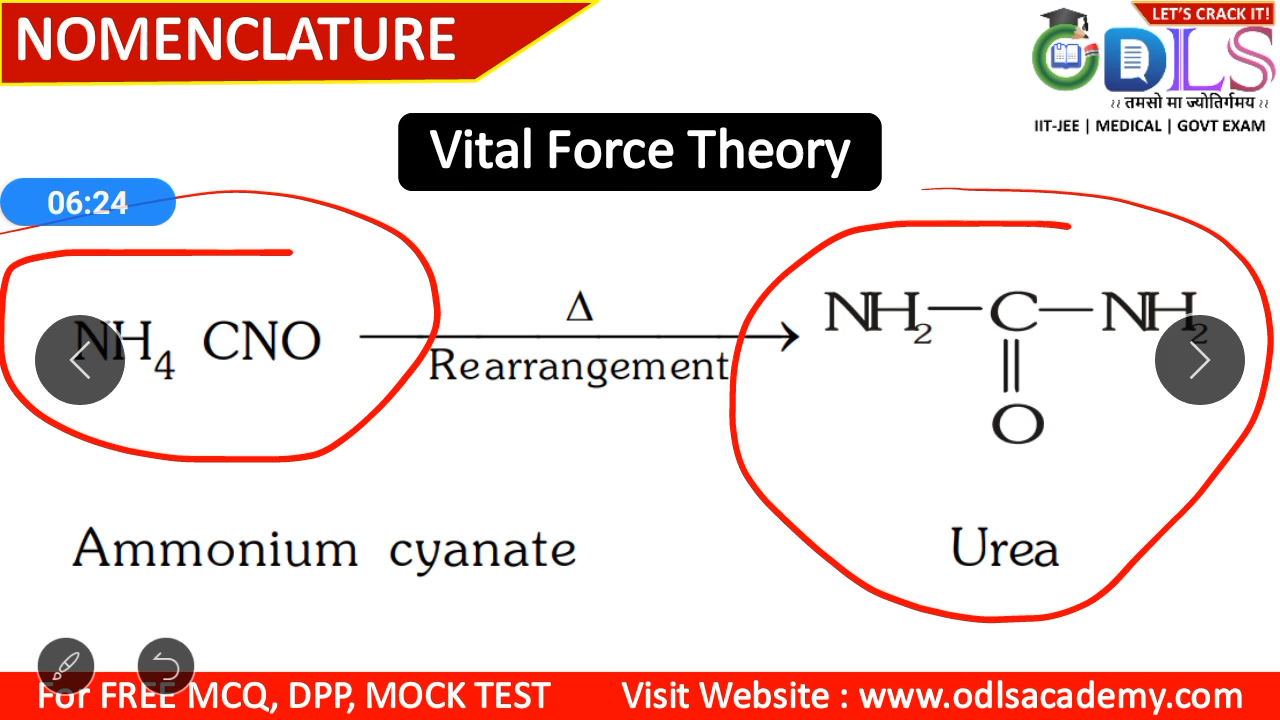 NOMENCLATURE
LET'S CRACK IT!
ODLS
।। तमसो मा ज्योतिर्गमय ।।
IIT-JEE | MEDICAL | GOVT EXAM
Vital Force Theory
06:24
NH4 CNO
Δ
Rearrangement
NH2—C—NH2
||
O
Ammonium cyanate
Urea
For FREE MCQ, DPP, MOCK TEST
Visit Website : www.odlsacademy.com